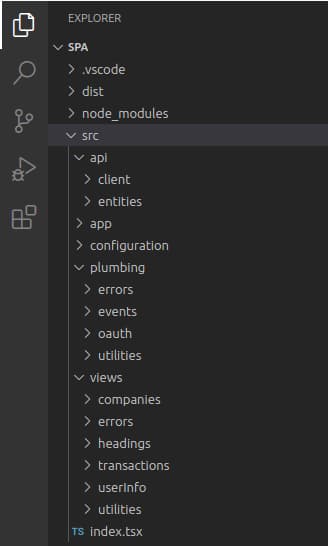 EXPLORER
SPA
.vscode
dist
node_modules
src
api
client
entities
app
configuration
plumbing
errors
events
oauth
utilities
views
companies
errors
headings
transactions
userInfo
utilities
TS index.tsx